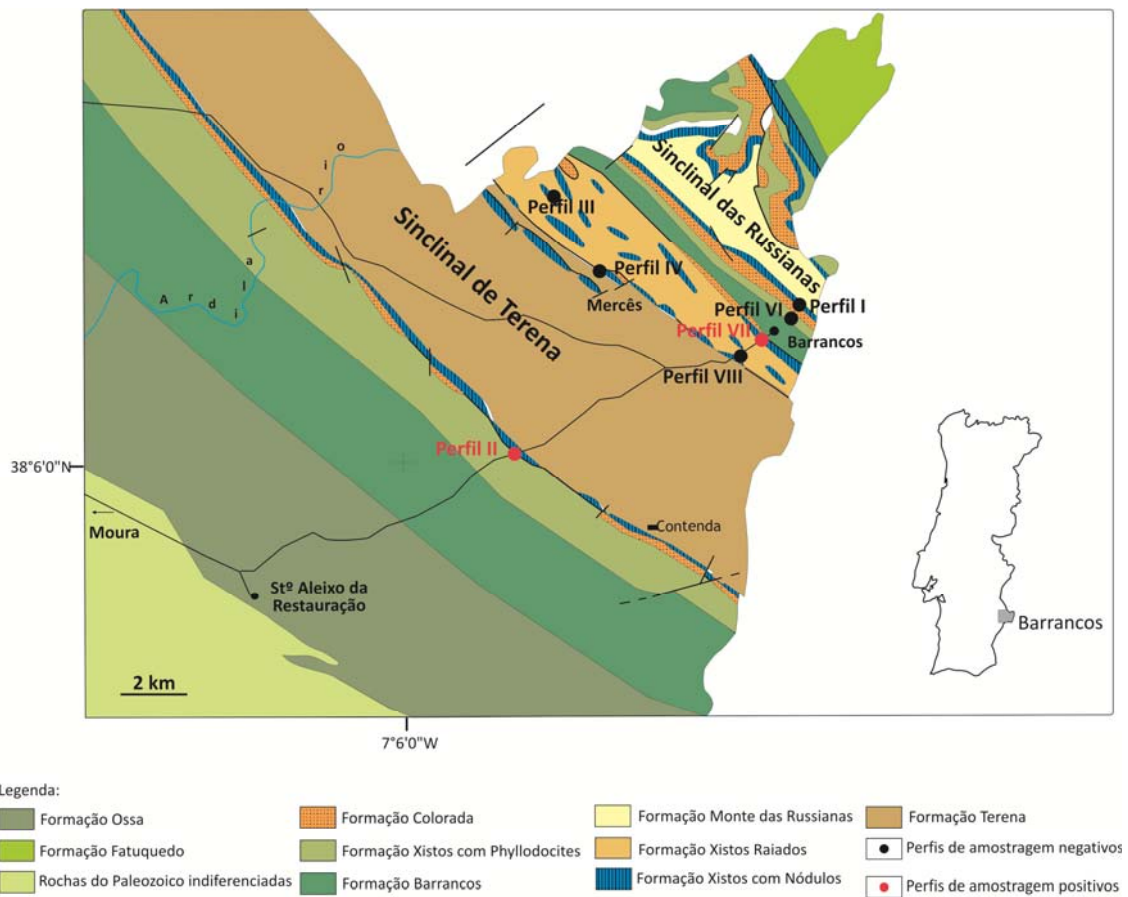 Sinclinal das Russianas
Perfil III
Sinclinal de Terena
Perfil IV
Mercês
Perfil VI
Perfil I
Perfil VII
Barrancos
Perfil VIII
rio
Ardila
Perfil II
38°6'0"N
Contenda
Moura
Stº Aleixo da
Restauração
Barrancos
2 km
7°6'0"W
Legenda:
Formação Ossa
Formação Colorada
Formação Monte das Russianas
Formação Terena
Formação Fatuquedo
Formação Xistos com Phyllodocites
Formação Xistos Raiados
Perfis de amostragem negativos
Rochas do Paleozoico indiferenciadas
Formação Barrancos
Formação Xistos com Nódulos
Perfis de amostragem positivos